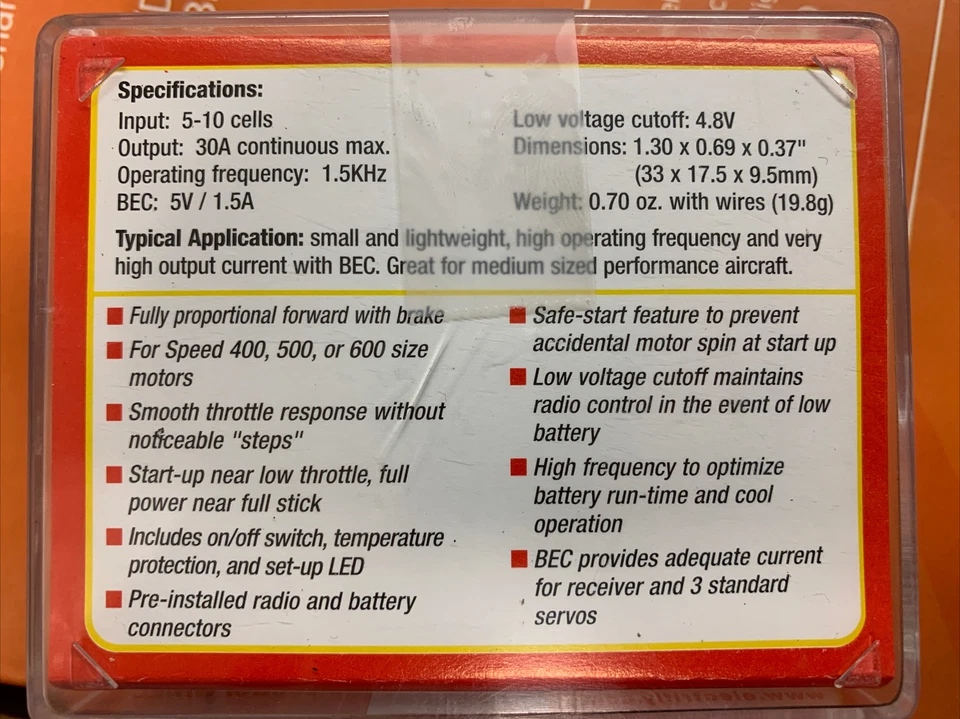 Specifications:
Input: 5-10 cells
Output: 30A continuous max.
Operating frequency: 1.5KHz
BEC: 5V / 1.5A
Low voltage cutoff: 4.8V
Dimensions: 1.30 x 0.69 x 0.37"
(33 x 17.5 x 9.5mm)
Weight: 0.70 oz. with wires (19.8g)
Typical Application: small and lightweight, high operating frequency and very
high output current with BEC. Great for medium sized performance aircraft.
Fully proportional forward with brake
For Speed 400, 500, or 600 size
motors
Smooth throttle response without
noticeable "steps"
Start-up near low throttle, full
power near full stick
Includes on/off switch, temperature
protection, and set-up LED
Pre-installed radio and battery
connectors
Safe-start feature to prevent
accidental motor spin at start up
Low voltage cutoff maintains
radio control in the event of low
battery
High frequency to optimize
battery run-time and cool
operation
BEC provides adequate current
for receiver and 3 standard
servos